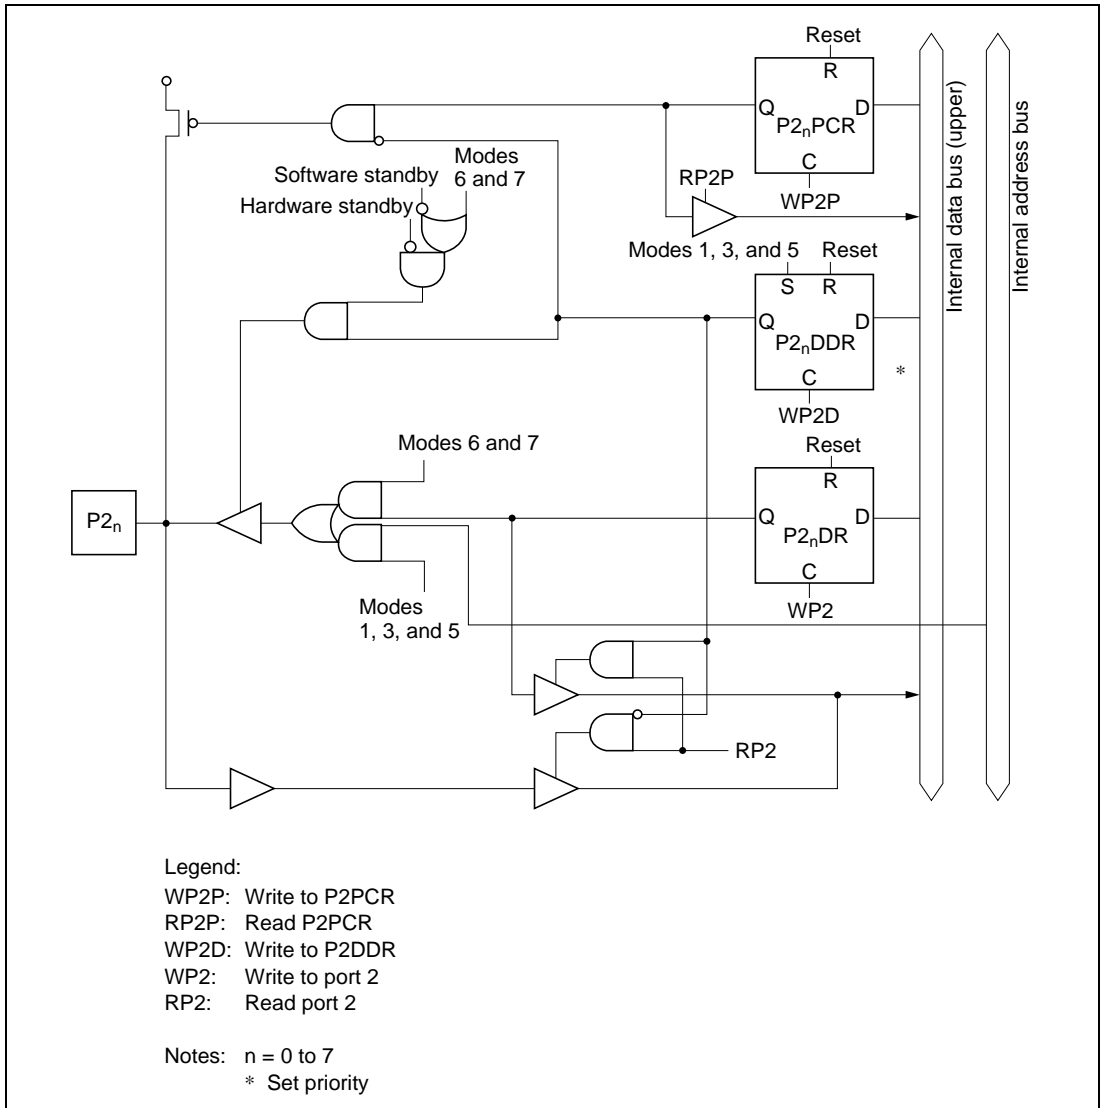 Reset
R
Q
D
P2nPCR
C
WP2P
RP2P
Internal data bus (upper)
Internal address bus
Software standby
Modes
6 and 7
Hardware standby
Modes 1, 3, and 5
Reset
S
R
Q
D
P2nDDR
C
WP2D
*
Modes 6 and 7
Reset
R
P2n
Q
D
P2nDR
C
WP2
Modes
1, 3, and 5
RP2
Legend:
WP2P: Write to P2PCR
RP2P: Read P2PCR
WP2D: Write to P2DDR
WP2: Write to port 2
RP2: Read port 2
Notes: n = 0 to 7
* Set priority